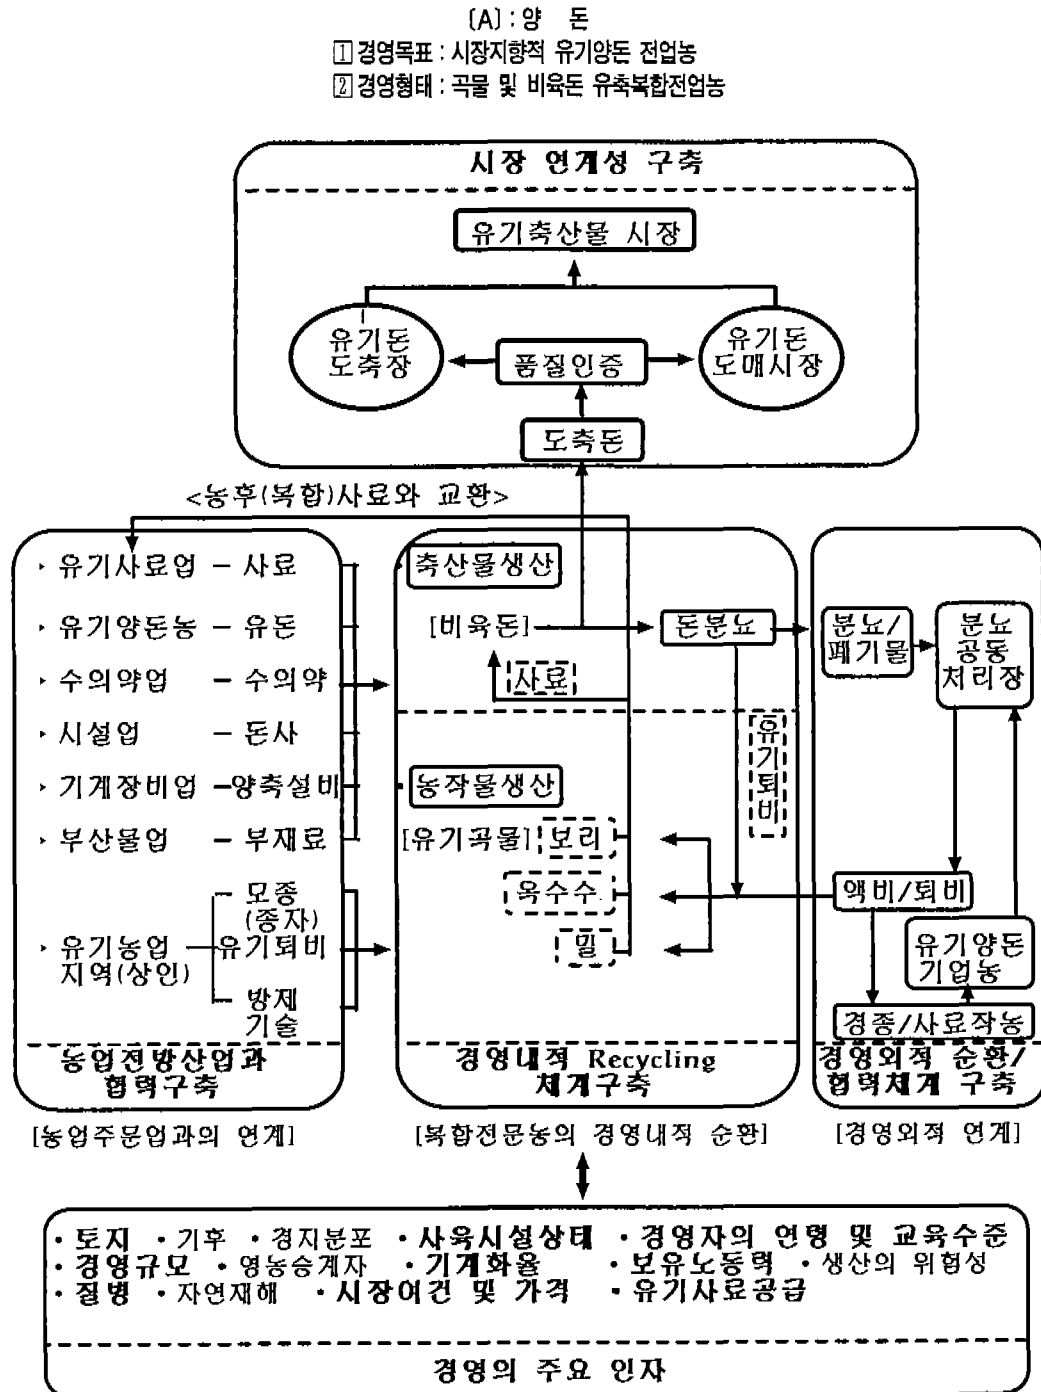 (A) : 양 돈
1 경영목표 : 시장지향적 유기양돈 전업농
2 경영형태 : 곡물 및 비육돈 유축복합전업농
시장 연계성 구축
유기축산물 시장
유기돈
도축장
품질인증
유기돈
도매시장
도축돈
<농후(복합)사료와 교환>
‣ 유기사료업 - 사료
‣ 유기양돈농 - 유돈
‣ 수의약업 - 수의약
‣ 시설업 - 돈사
‣ 기계장비업 - 양축설비
‣ 부산물업 - 부재료
‣ 유기농업
지역(상인)
모종
(종자)
유기퇴비
방제
기술
농업전방산업과
협력구축
[농업주문업과의 연계]
축산물생산
[비육돈]
돈분뇨
사료
유기퇴비
농작물생산
[유기곡물] 보리
옥수수
밀
경영내적 Recycling
체계구축
[복합전문농의 경영내적 순환]
분뇨/
폐기물
분뇨
공동
처리장
액비/퇴비
유기양돈
기업농
경종/사료작농
경영외적 순환/
협력체계 구축
[경영외적 연계]
· 토지 · 기후 · 경지분포 · 사육시설상태 · 경영자의 연령 및 교육수준
· 경영규모 · 영농승계자 · 기계화율 · 보유노동력 · 생산의 위험성
· 질병 · 자연재해 · 시장여건 및 가격 · 유기사료공급
경영의 주요 인자